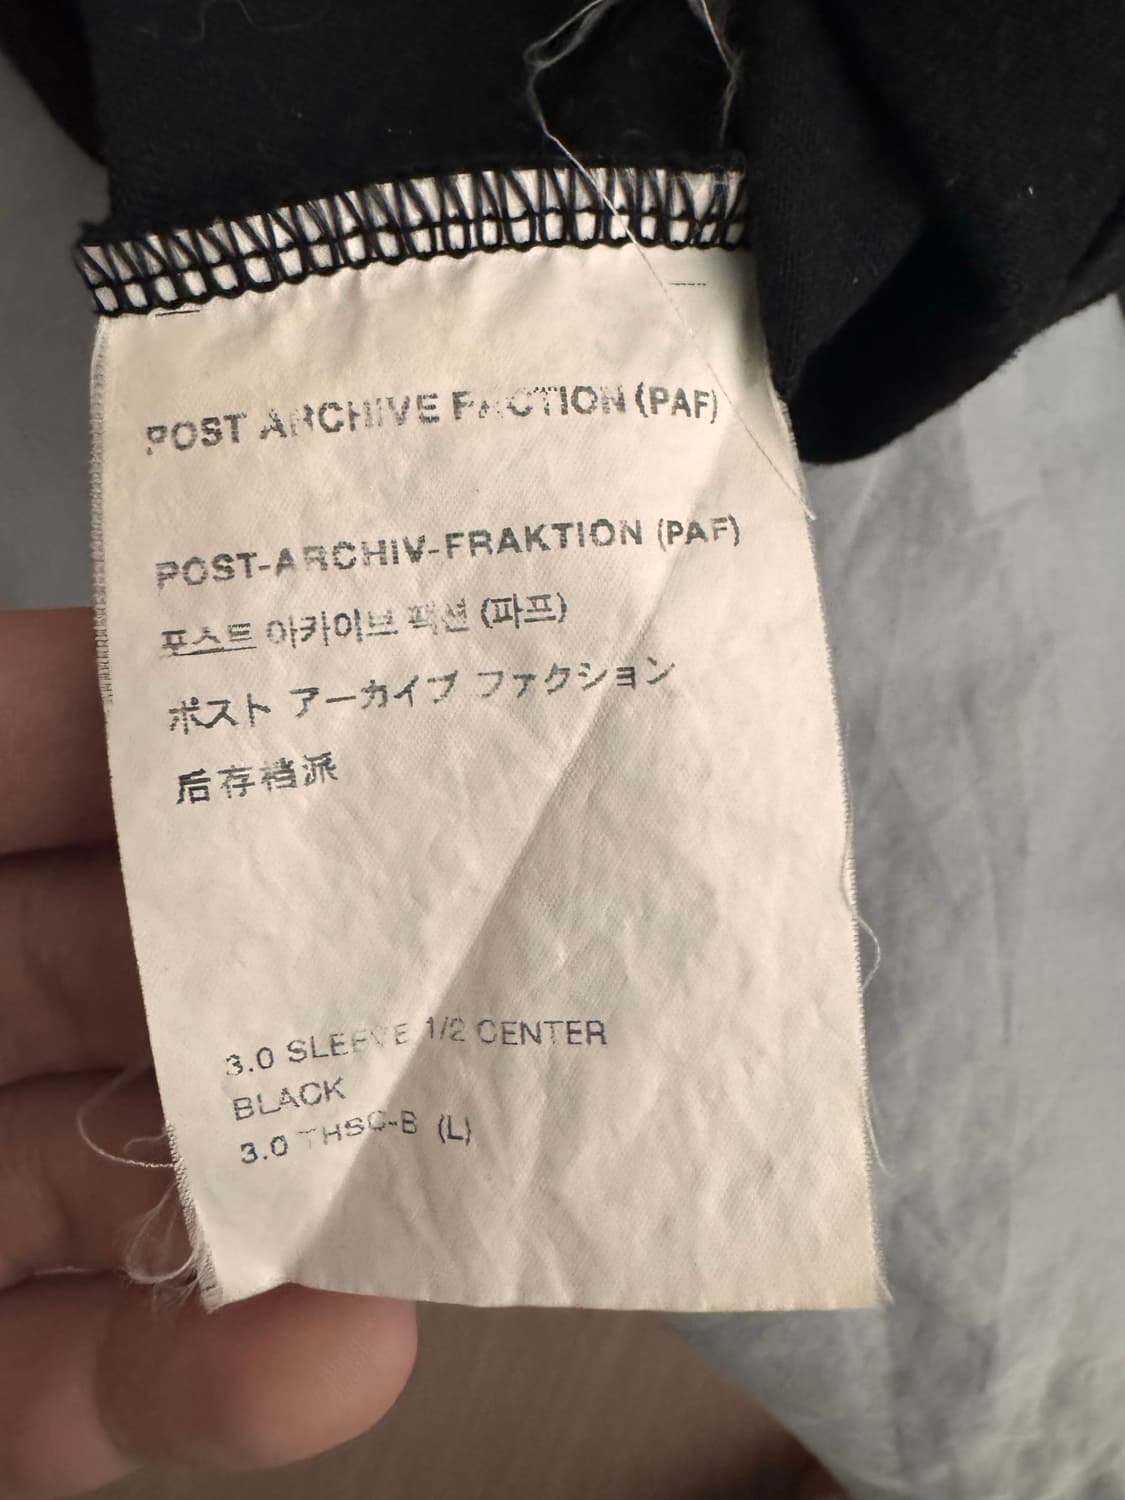 POST ARCHIVE FACTION (PAF)
POST-ARCHIV-FRAKTION (PAF)
포스트 아카이브 팩션 (파프)
ポスト アーカイブ ファクション
后存档派
3.0 SLEEVE 1/2 CENTER
BLACK
3.0 THSC-B (L)